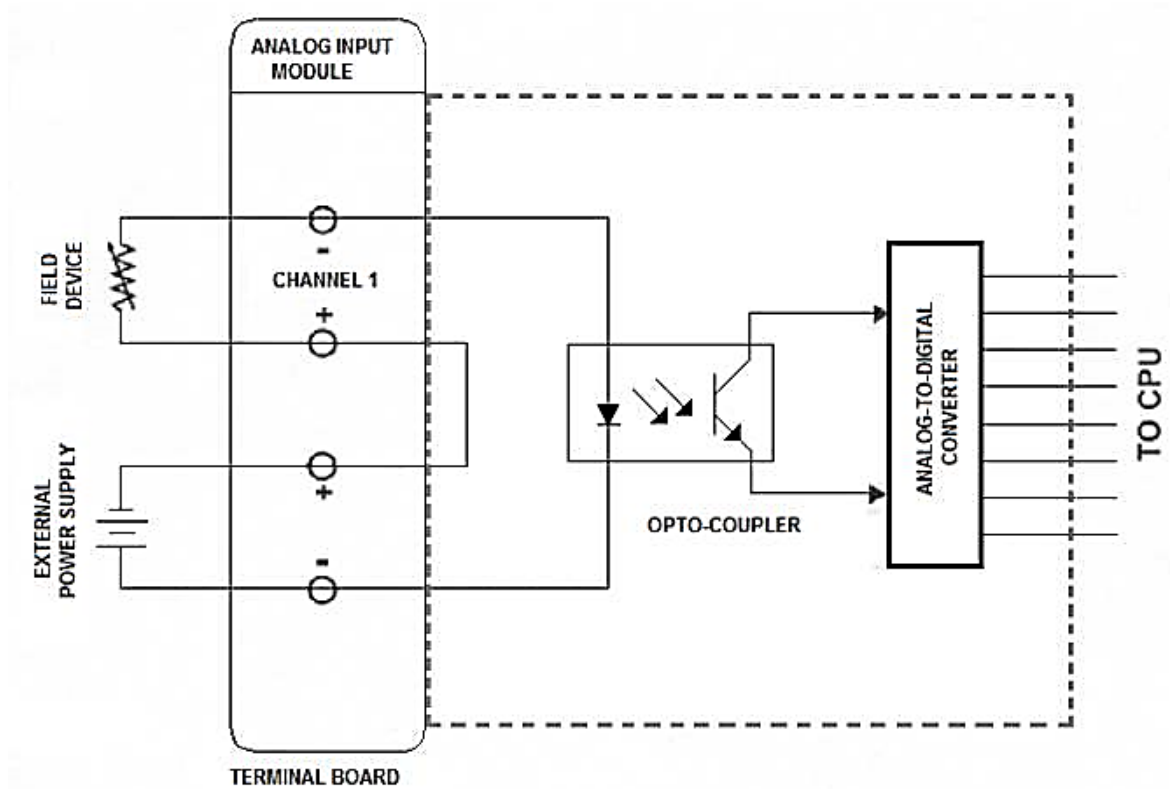 ANALOG INPUT
MODULE
-
CHANNEL 1
+
FIELD
DEVICE
+
-
EXTERNAL
POWER SUPPLY
OPTO-COUPLER
ANALOG-TO-DIGITAL
CONVERTER
TO CPU
TERMINAL BOARD